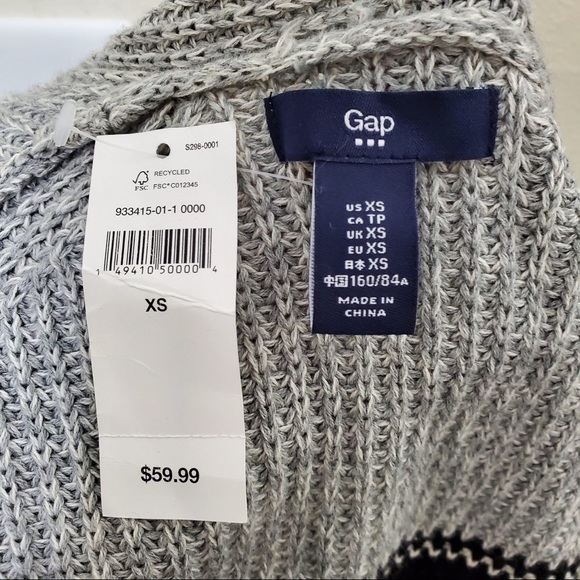 S298-0001
RECYCLED
FSC FSC® C012345
933415-01-1 0000
1 49410 50000 4
XS
$59.99
Gap
US XS
CA TP
UK XS
EU XS
日本 XS
中国 160/84A
MADE IN
CHINA